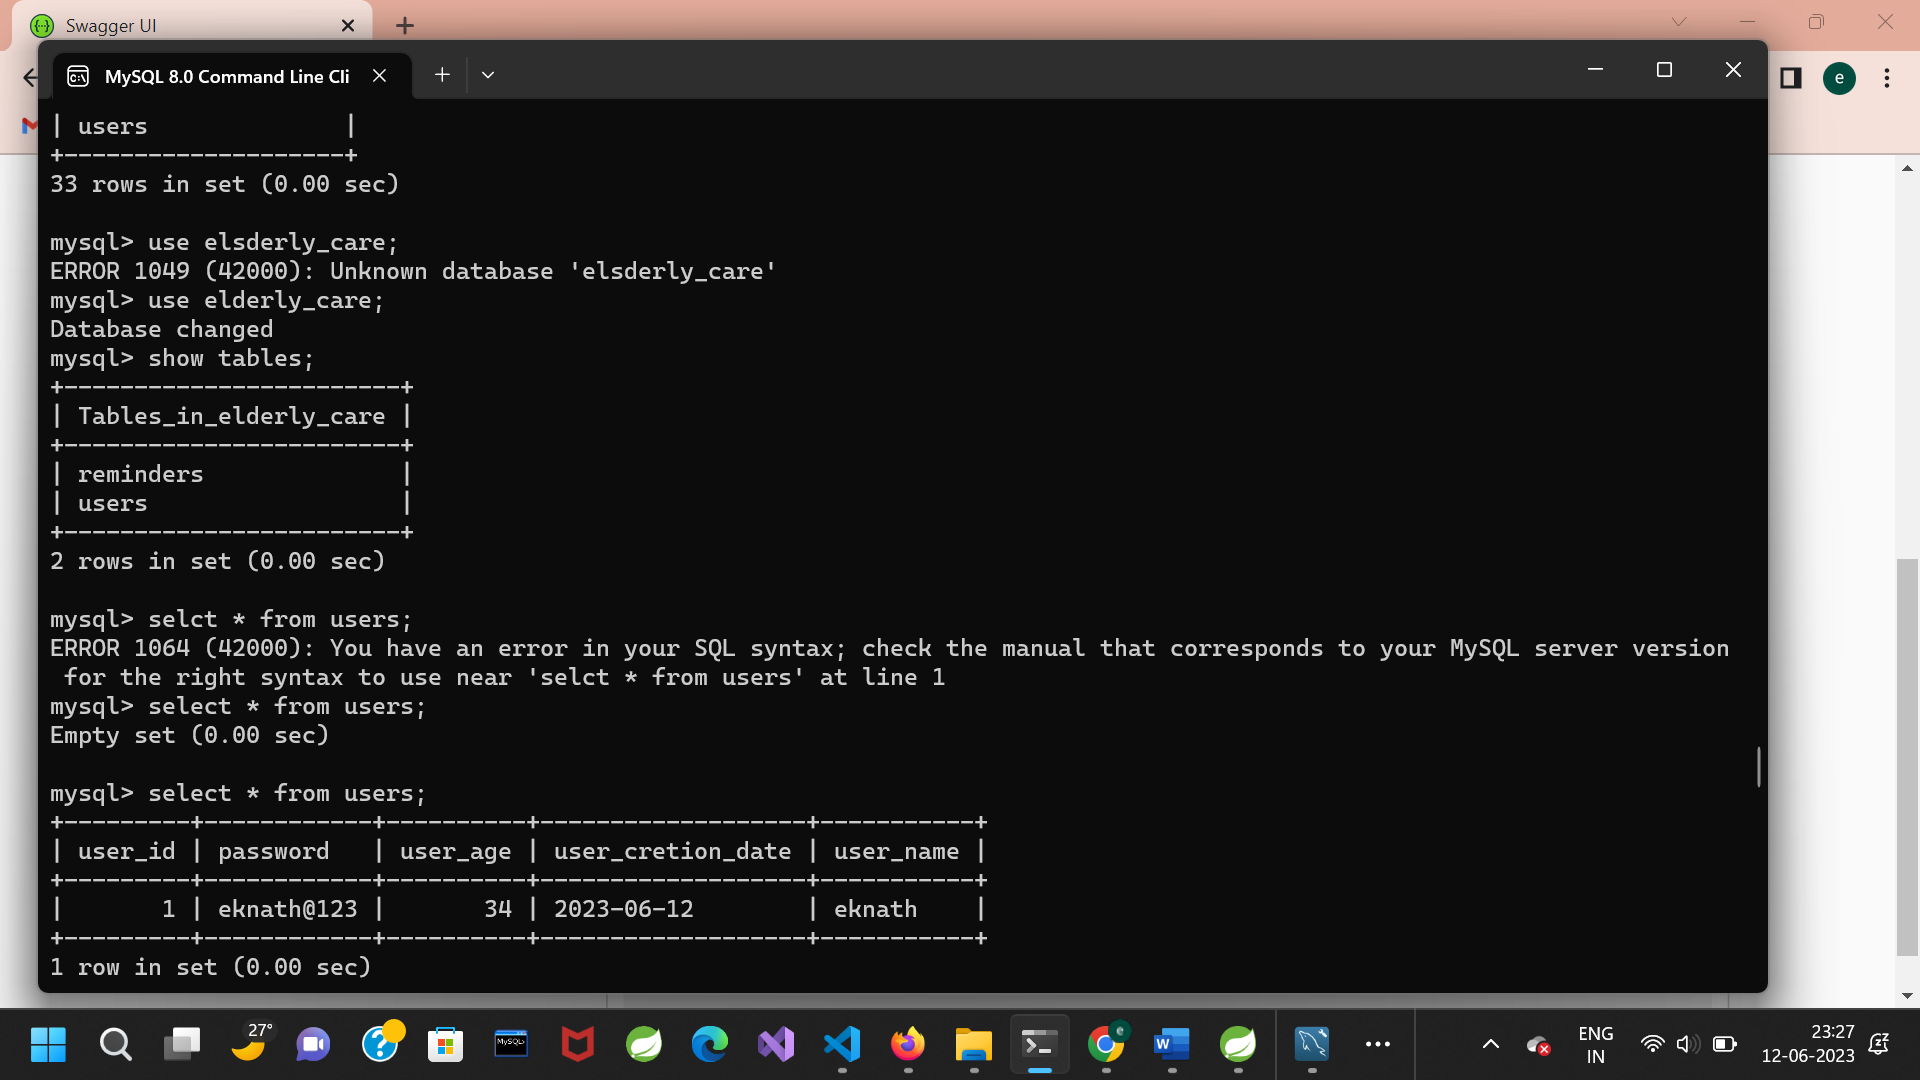 Swagger UI
MySQL 8.0 Command Line Cli
e
| users              |
+--------------------+
33 rows in set (0.00 sec)
mysql> use elsderly_care;
ERROR 1049 (42000): Unknown database 'elsderly_care'
mysql> use elderly_care;
Database changed
mysql> show tables;
+------------------------+
| Tables_in_elderly_care |
+------------------------+
| reminders              |
| users                  |
+------------------------+
2 rows in set (0.00 sec)
mysql> selct * from users;
ERROR 1064 (42000): You have an error in your SQL syntax; check the manual that corresponds to your MySQL server version
 for the right syntax to use near 'selct * from users' at line 1
mysql> select * from users;
Empty set (0.00 sec)
mysql> select * from users;
+---------+------------+----------+-------------------+-----------+
| user_id | password   | user_age | user_cretion_date | user_name |
+---------+------------+----------+-------------------+-----------+
|       1 | eknath@123 |       34 | 2023-06-12        | eknath    |
+---------+------------+----------+-------------------+-----------+
1 row in set (0.00 sec)
27°
MySQL>
e
W
ENG
IN
23:27
12-06-2023